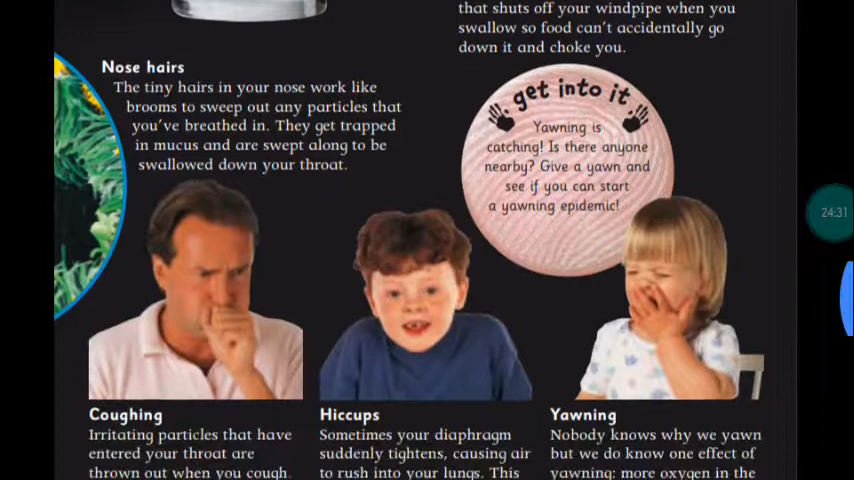 that shuts off your windpipe when you
swallow so food can't accidentally go
down it and choke you.
Nose hairs
The tiny hairs in your nose work like
brooms to sweep out any particles that
you've breathed in. They get trapped
in mucus and are swept along to be
swallowed down your throat.
get into it
Yawning is
catching! Is there anyone
nearby? Give a yawn and
see if you can start
a yawning epidemic!
24:31
Coughing
Irritating particles that have
entered your throat are
thrown out when you cough.
Hiccups
Sometimes your diaphragm
suddenly tightens, causing air
to rush into your lungs. This
Yawning
Nobody knows why we yawn
but we do know one effect of
yawning: more oxygen in the